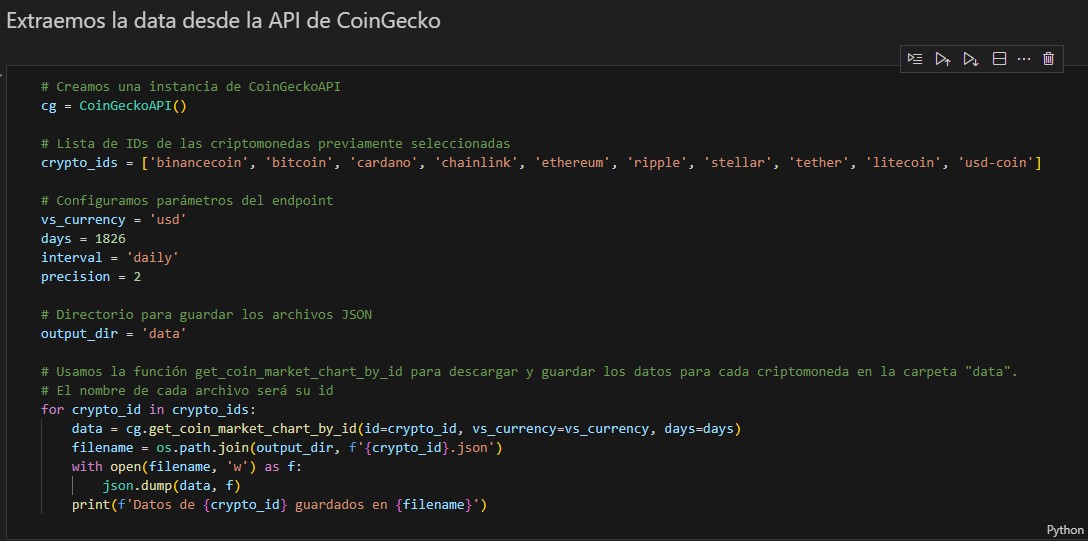 Extraemos la data desde la API de CoinGecko
# Creamos una instancia de CoinGeckoAPI
cg = CoinGeckoAPI()
# Lista de IDs de las criptomonedas previamente seleccionadas
crypto_ids = ['binancecoin', 'bitcoin', 'cardano', 'chainlink', 'ethereum', 'ripple', 'stellar', 'tether', 'litecoin', 'usd-coin']
# Configuramos parámetros del endpoint
vs_currency = 'usd'
days = 1826
interval = 'daily'
precision = 2
# Directorio para guardar los archivos JSON
output_dir = 'data'
# Usamos la función get_coin_market_chart_by_id para descargar y guardar los datos para cada criptomoneda en la carpeta "data".
# El nombre de cada archivo será su id
for crypto_id in crypto_ids:
    data = cg.get_coin_market_chart_by_id(id=crypto_id, vs_currency=vs_currency, days=days)
    filename = os.path.join(output_dir, f'{crypto_id}.json')
    with open(filename, 'w') as f:
        json.dump(data, f)
    print(f'Datos de {crypto_id} guardados en {filename}')
Python